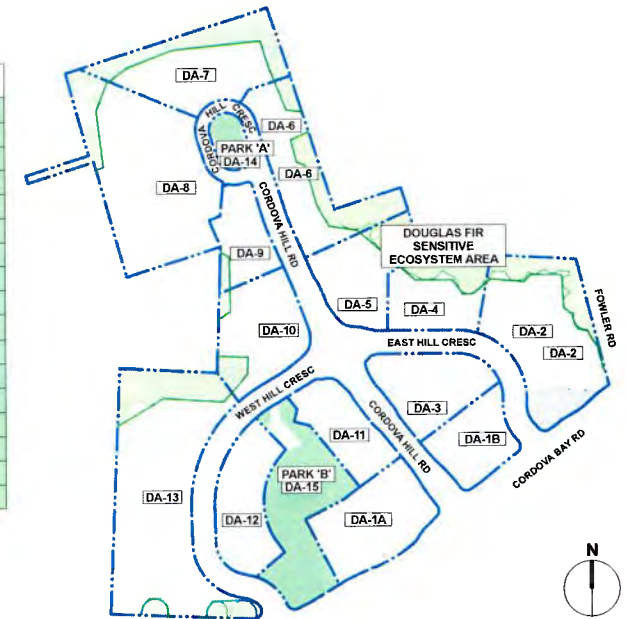 DA-7
HILL CRESC
CORDOVA
DA-6
PARK 'A'
DA-14
DA-6
DA-8
CORDOVA HILL RD
DOUGLAS FIR
SENSITIVE
ECOSYSTEM AREA
DA-9
DA-5
DA-4
FOWLER RD
DA-10
DA-2
EAST HILL CRESC
DA-2
WEST HILL CRESC
CORDOVA HILL RD
DA-3
DA-11
DA-1B
CORDOVA BAY RD
PARK 'B'
DA-15
DA-13
DA-12
DA-1A
N